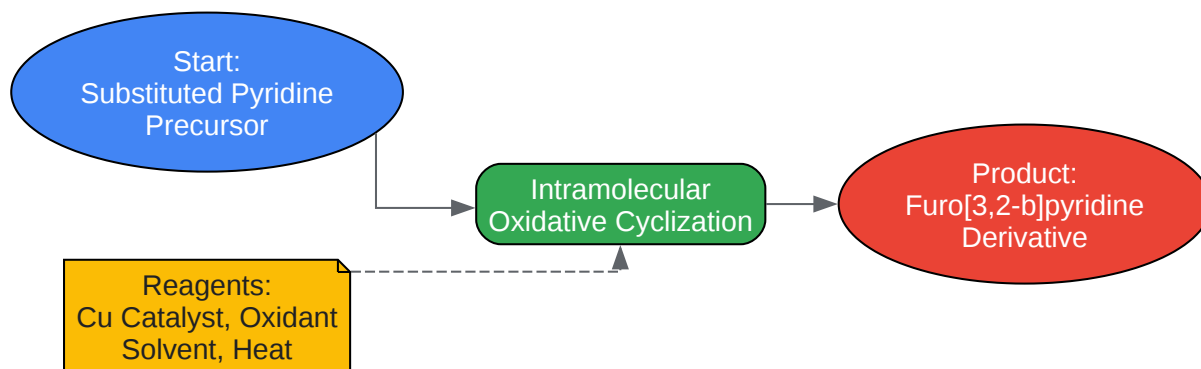 Start:
Substituted Pyridine
Precursor
Intramolecular
Oxidative Cyclization
Product:
Furo[3,2-b]pyridine
Derivative
Reagents:
Cu Catalyst, Oxidant
Solvent, Heat